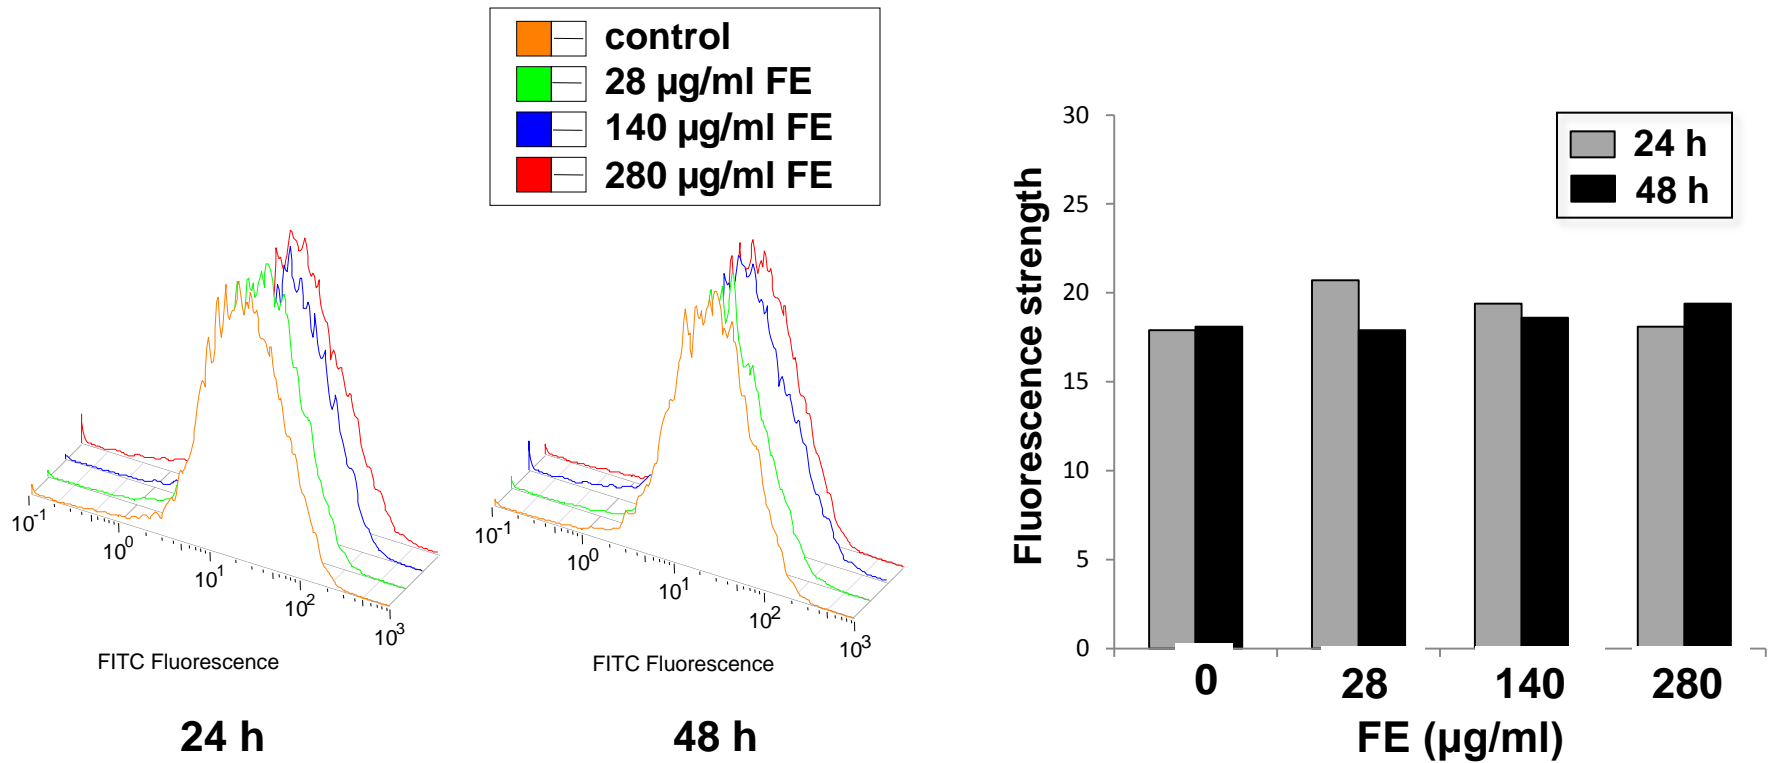 control
28 µg/ml FE
140 µg/ml FE
280 µg/ml FE
10-1
100
101
102
103
FITC Fluorescence
24 h
10-1
100
101
102
103
FITC Fluorescence
48 h
Fluorescence strength
30
25
20
15
10
5
0
24 h
48 h
0 28 140 280
FE (µg/ml)